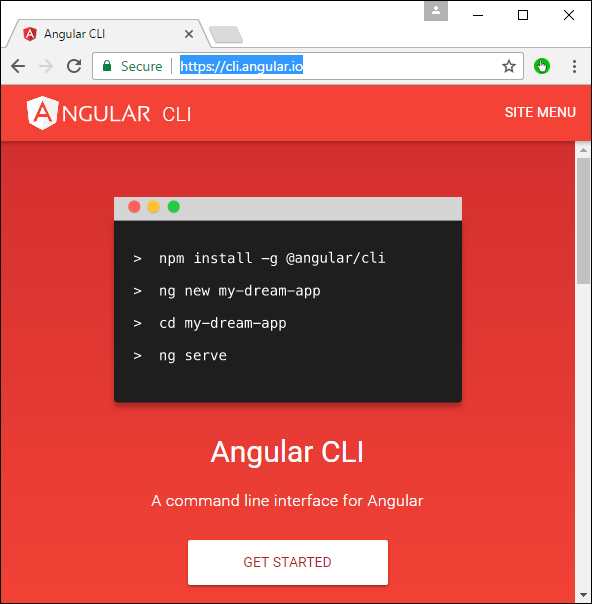 Angular CLI
Secure https://cli.angular.io
ANGULAR CLI
SITE MENU
> npm install -g @angular/cli
> ng new my-dream-app
> cd my-dream-app
> ng serve
Angular CLI
A command line interface for Angular
GET STARTED